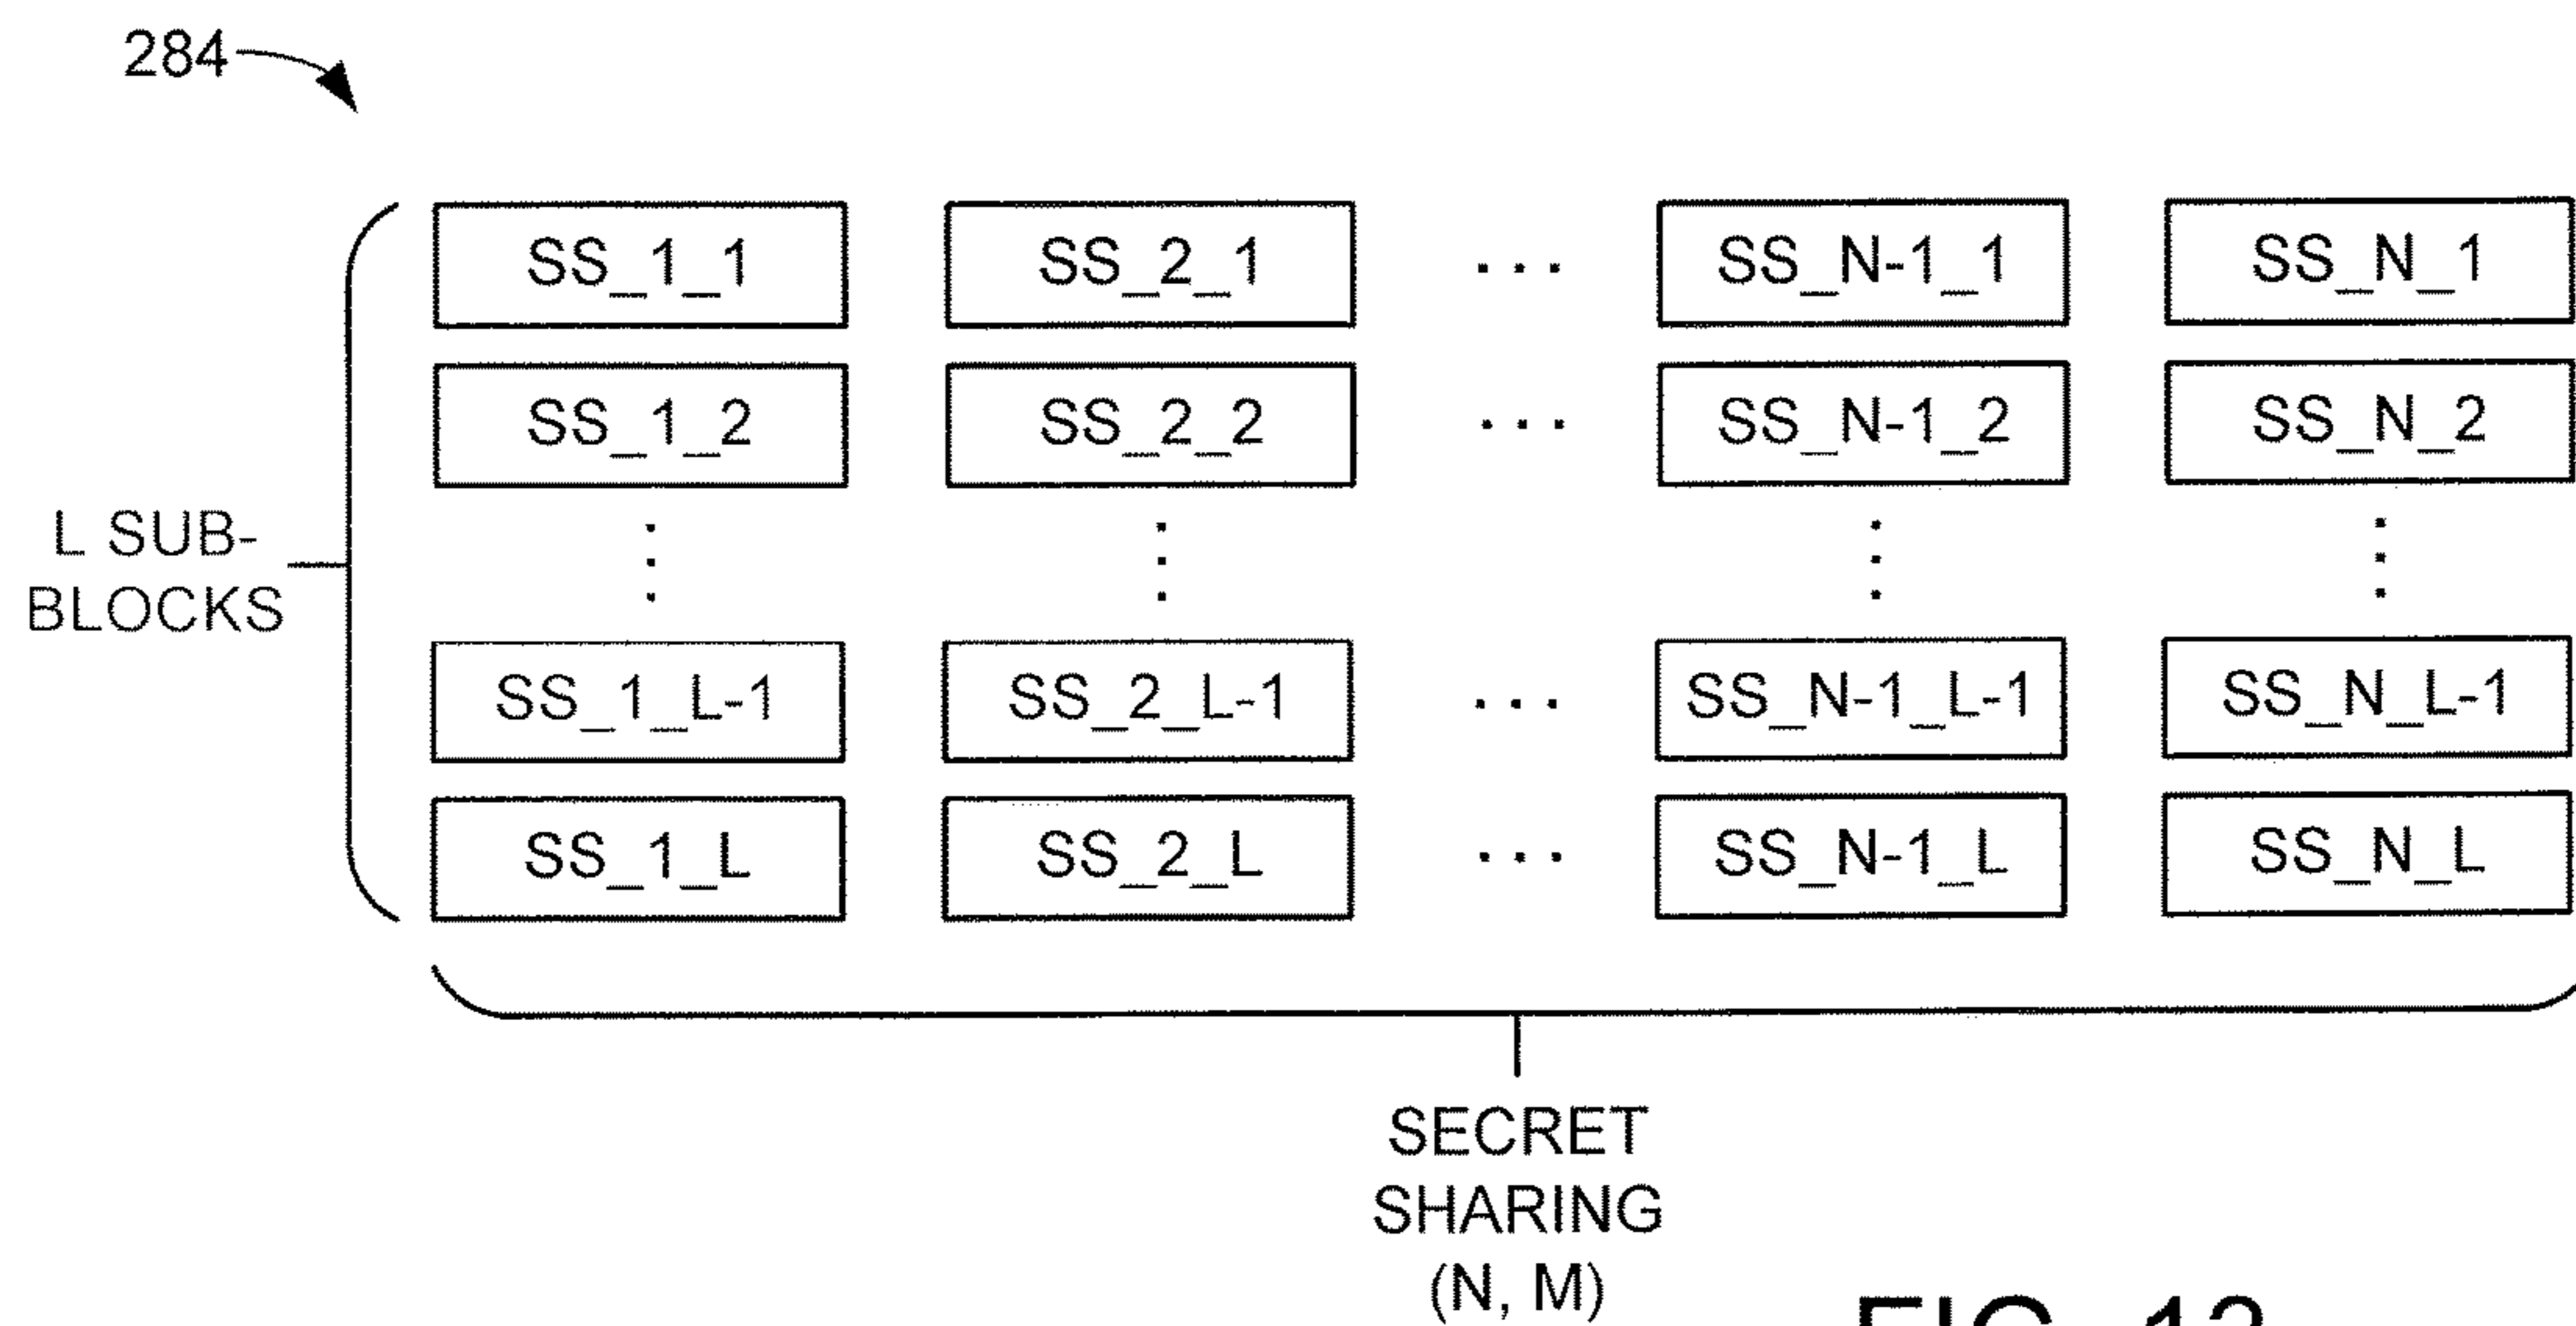 284
SS_1_1 SS_2_1 ... SS_N-1_1 SS_N_1
SS_1_2 SS_2_2 ... SS_N-1_2 SS_N_2
L SUB-
BLOCKS
SS_1_L-1 SS_2_L-1 ... SS_N-1_L-1 SS_N_L-1
SS_1_L SS_2_L ... SS_N-1_L SS_N_L
SECRET
SHARING
(N, M)